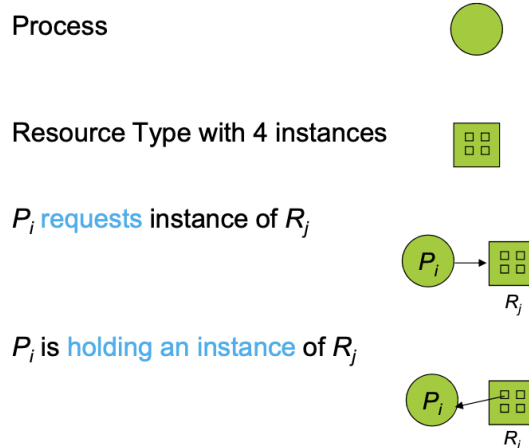 Process
Resource Type with 4 instances
Pi requests instance of Rj
Pi
Rj
Pi is holding an instance of Rj
Pi
Rj